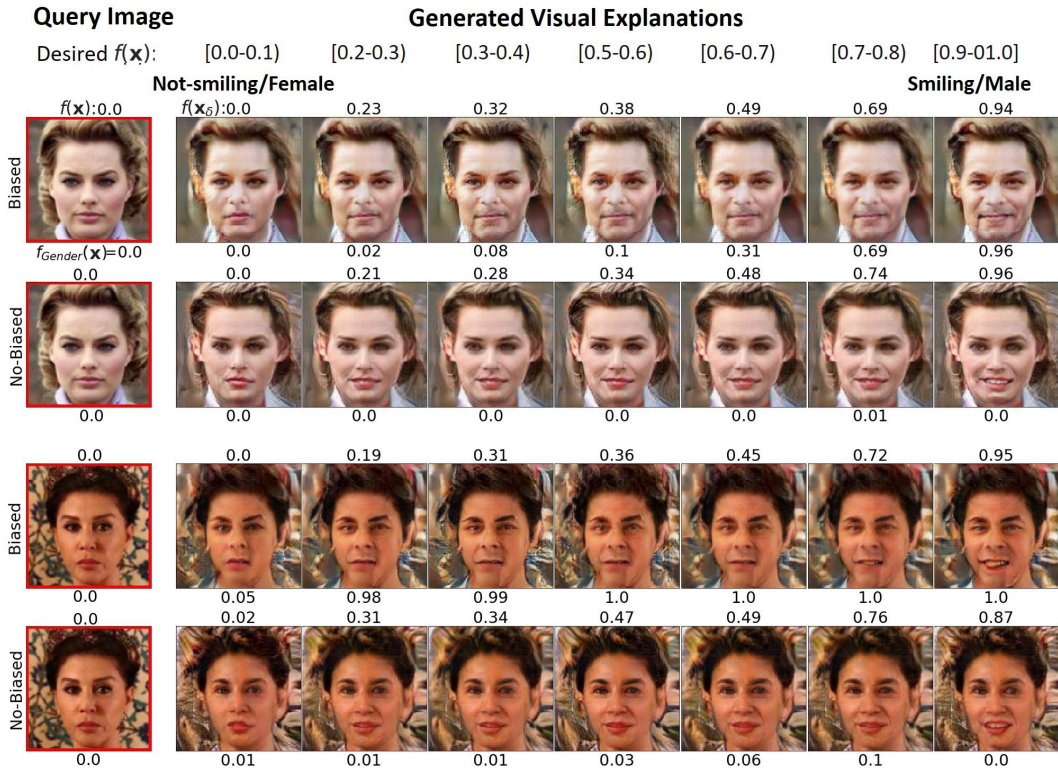 Query Image Generated Visual Explanations
Desired f(x): [0.0-0.1) [0.2-0.3) [0.3-0.4) [0.5-0.6) [0.6-0.7) [0.7-0.8) [0.9-01.0]
Not-smiling/Female Smiling/Male
f(x):0.0 f(xδ):0.0 0.23 0.32 0.38 0.49 0.69 0.94
Biased
fGender(x)=0.0 0.0 0.02 0.08 0.1 0.31 0.69 0.96
0.0 0.0 0.21 0.28 0.34 0.48 0.74 0.96
No-Biased
0.0 0.0 0.0 0.0 0.0 0.0 0.01 0.0
0.0 0.0 0.19 0.31 0.36 0.45 0.72 0.95
Biased
0.0 0.05 0.98 0.99 1.0 1.0 1.0 1.0
0.0 0.02 0.31 0.34 0.47 0.49 0.76 0.87
No-Biased
0.0 0.01 0.01 0.01 0.03 0.06 0.1 0.0